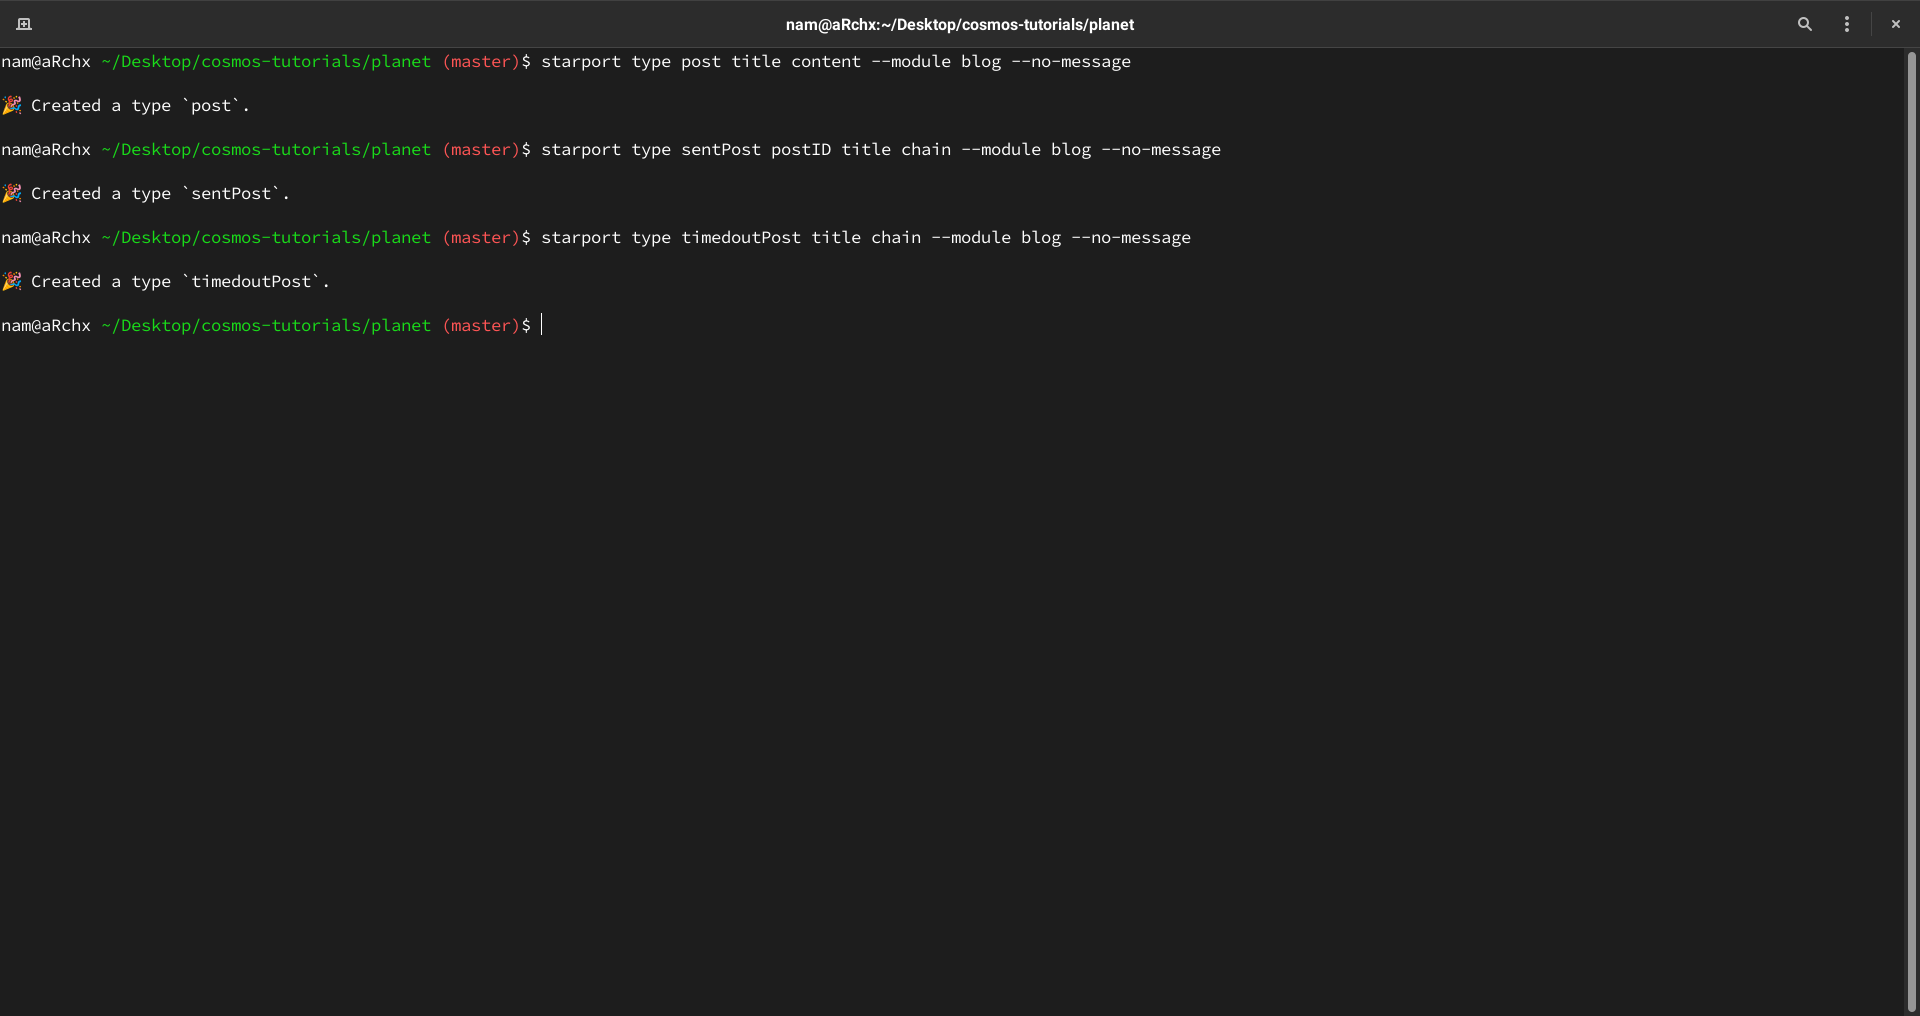 nam@aRchx:~/Desktop/cosmos-tutorials/planet
nam@aRchx ~/Desktop/cosmos-tutorials/planet (master)$ starport type post title content --module blog --no-message
🎉 Created a type `post`.
nam@aRchx ~/Desktop/cosmos-tutorials/planet (master)$ starport type sentPost postID title chain --module blog --no-message
🎉 Created a type `sentPost`.
nam@aRchx ~/Desktop/cosmos-tutorials/planet (master)$ starport type timedoutPost title chain --module blog --no-message
🎉 Created a type `timedoutPost`.
nam@aRchx ~/Desktop/cosmos-tutorials/planet (master)$